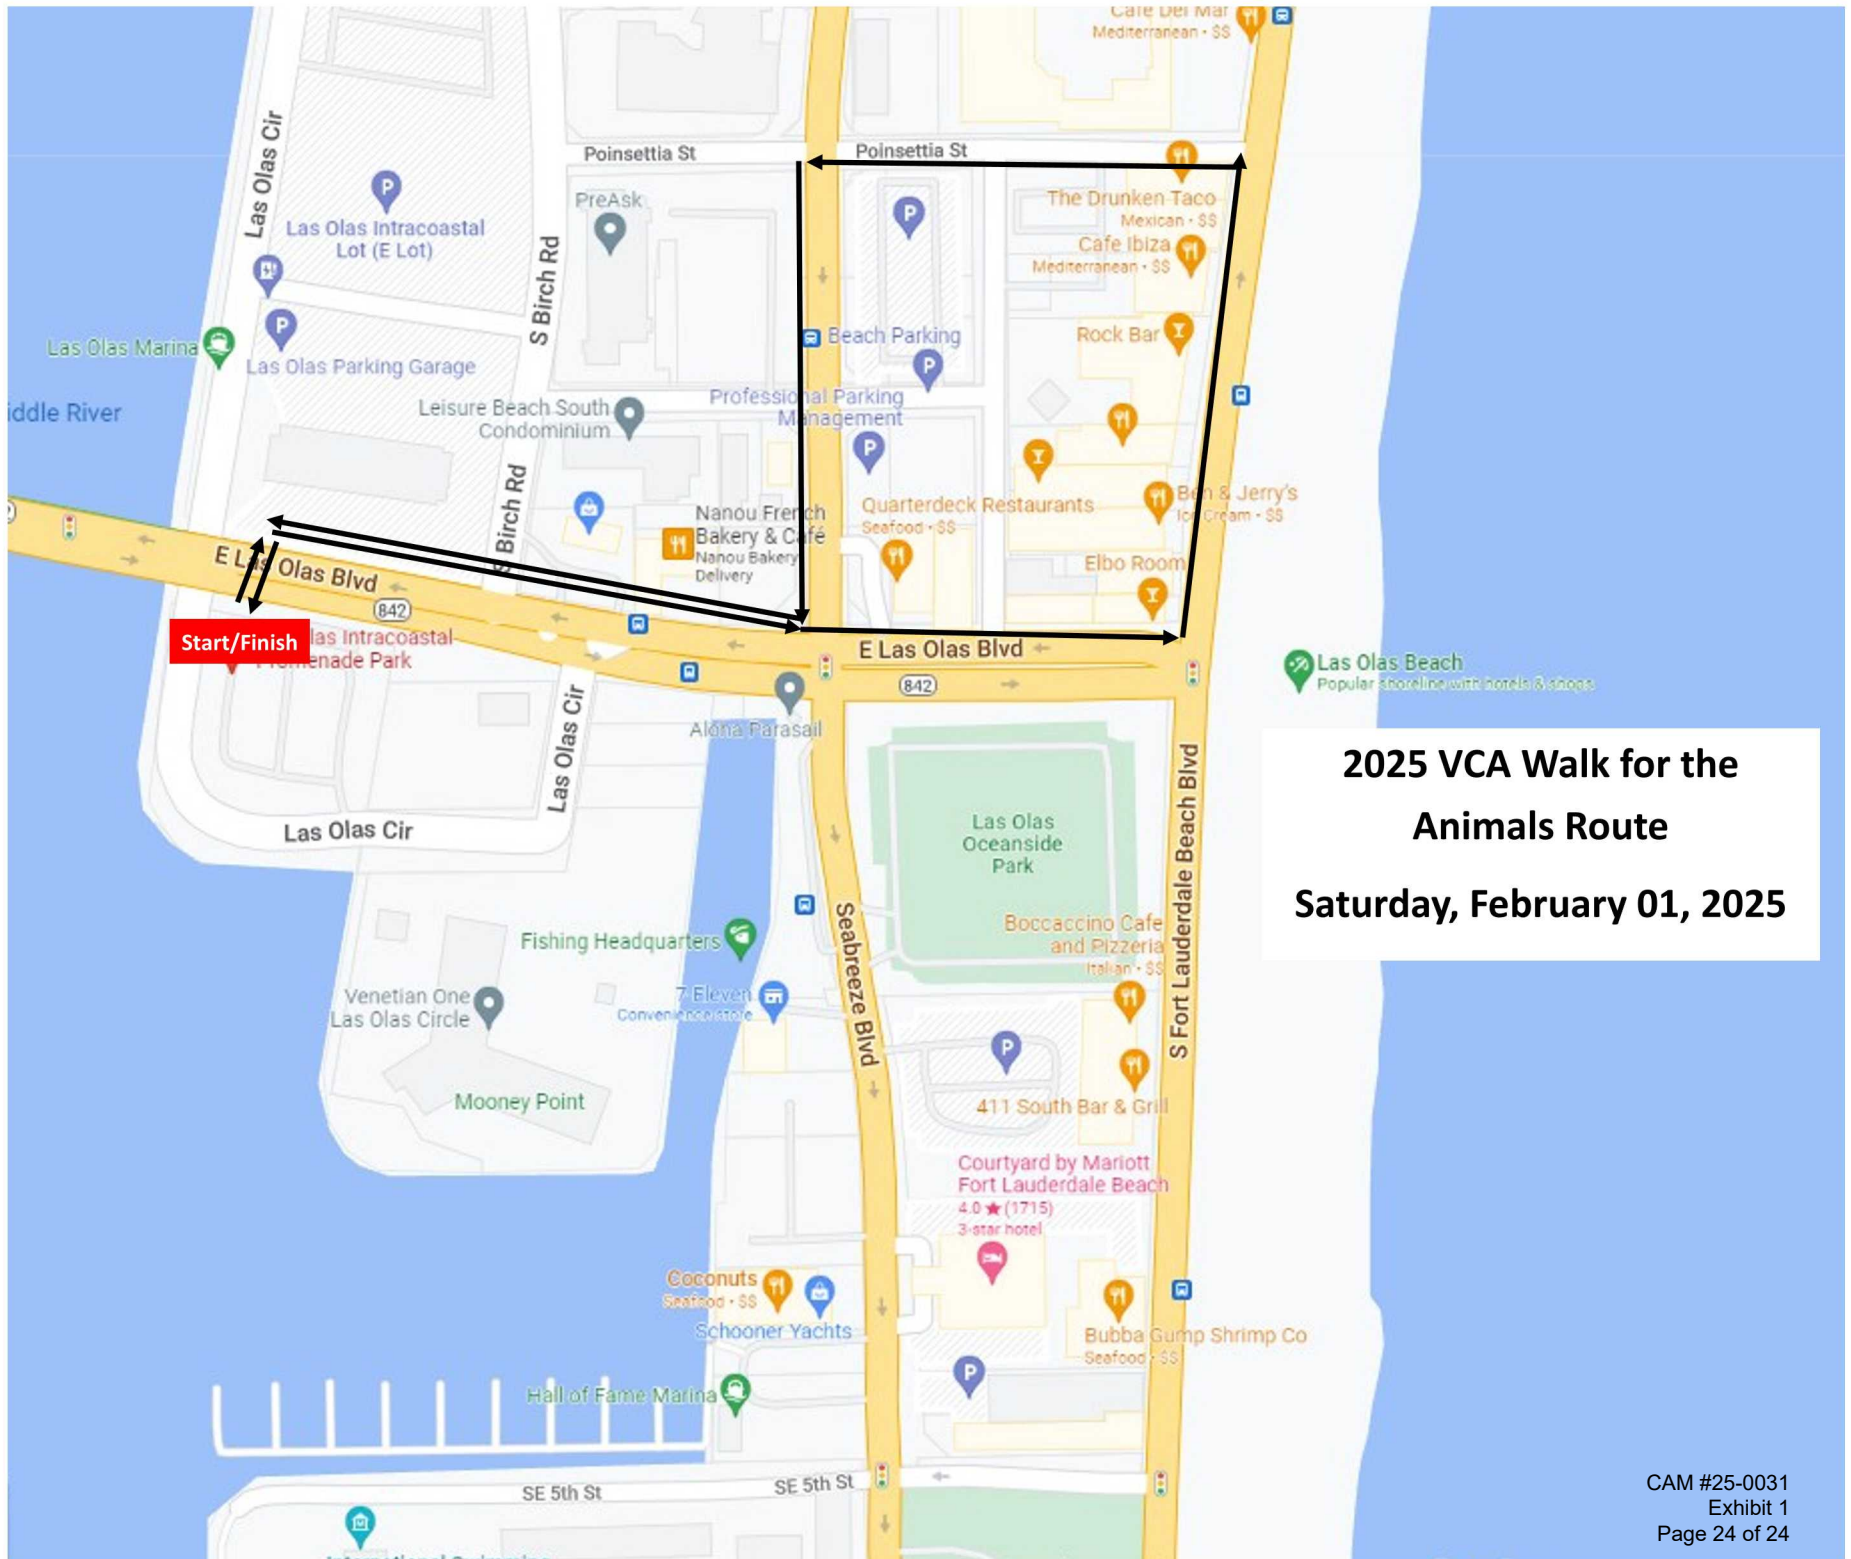 Cafe Del Mar
Mediterranean · $$
Las Olas Cir
Poinsettia St
Poinsettia St
PreAsk
The Drunken Taco
Mexican · $$
Las Olas Intracoastal
Lot (E Lot)
Cafe Ibiza
Mediterranean · $$
S Birch Rd
Las Olas Marina
Beach Parking
Rock Bar
Las Olas Parking Garage
Professional Parking
Management
iddle River
Leisure Beach South
Condominium
S Birch Rd
Nanou French
Bakery & Café
Nanou Bakery
Delivery
Quarterdeck Restaurants
Seafood · $$
Ben & Jerry's
Ice Cream · $$
Elbo Room
E Las Olas Blvd
842
Start/Finish
las Intracoastal
Promenade Park
E Las Olas Blvd
842
Las Olas Beach
Popular shoreline with hotels & shops
Las Olas Cir
Alona Parasail
Las Olas Cir
S Fort Lauderdale Beach Blvd
2025 VCA Walk for the
Animals Route
Saturday, February 01, 2025
Las Olas
Oceanside
Park
Fishing Headquarters
Seabreeze Blvd
Boccaccino Cafe
and Pizzeria
Italian · $$
Venetian One
Las Olas Circle
7 Eleven
Convenience store
Mooney Point
411 South Bar & Grill
Courtyard by Mariott
Fort Lauderdale Beach
4.0 ★ (1715)
3-star hotel
Coconuts
Seafood · $$
Schooner Yachts
Bubba Gump Shrimp Co
Seafood · $$
Hall of Fame Marina
SE 5th St
SE 5th St
CAM #25-0031
Exhibit 1
Page 24 of 24